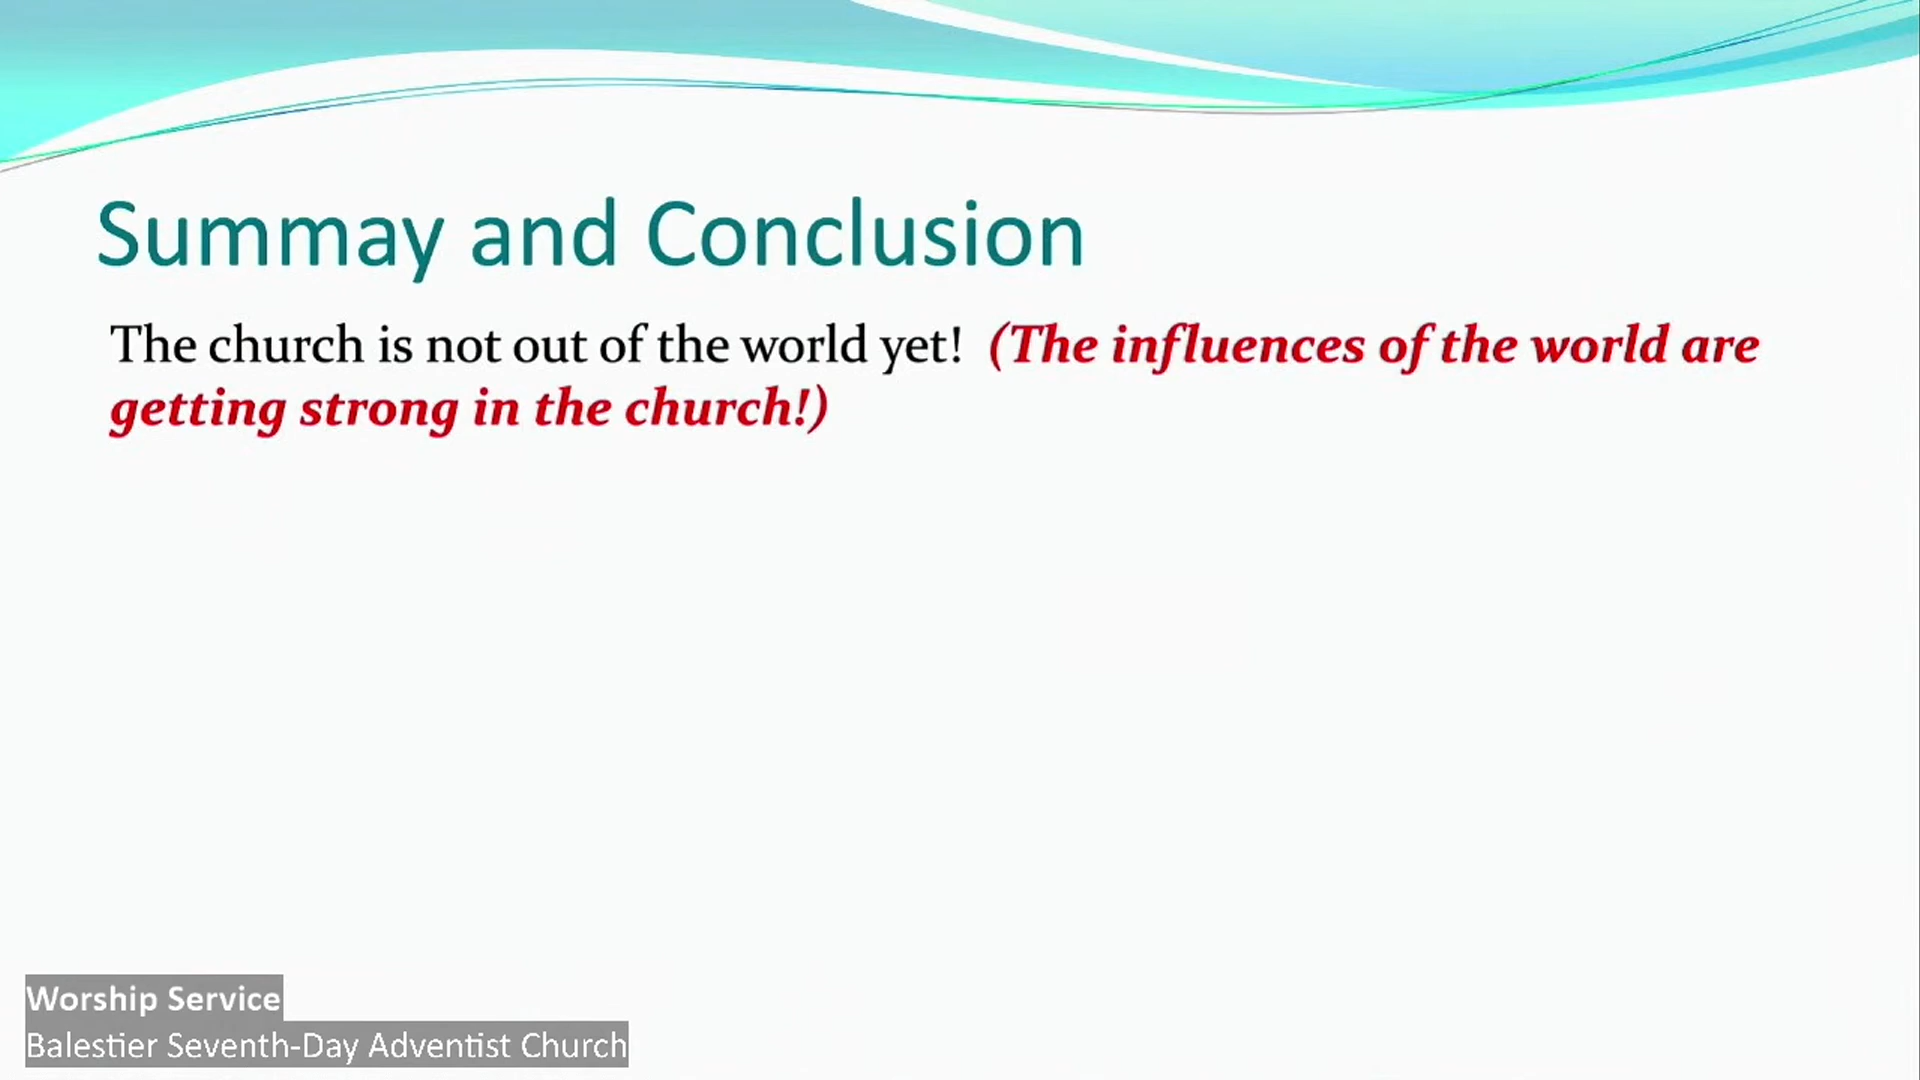 Summay and Conclusion
The church is not out of the world yet! (The influences of the world are
getting strong in the church!)
Worship Service
Balestier Seventh-Day Adventist Church